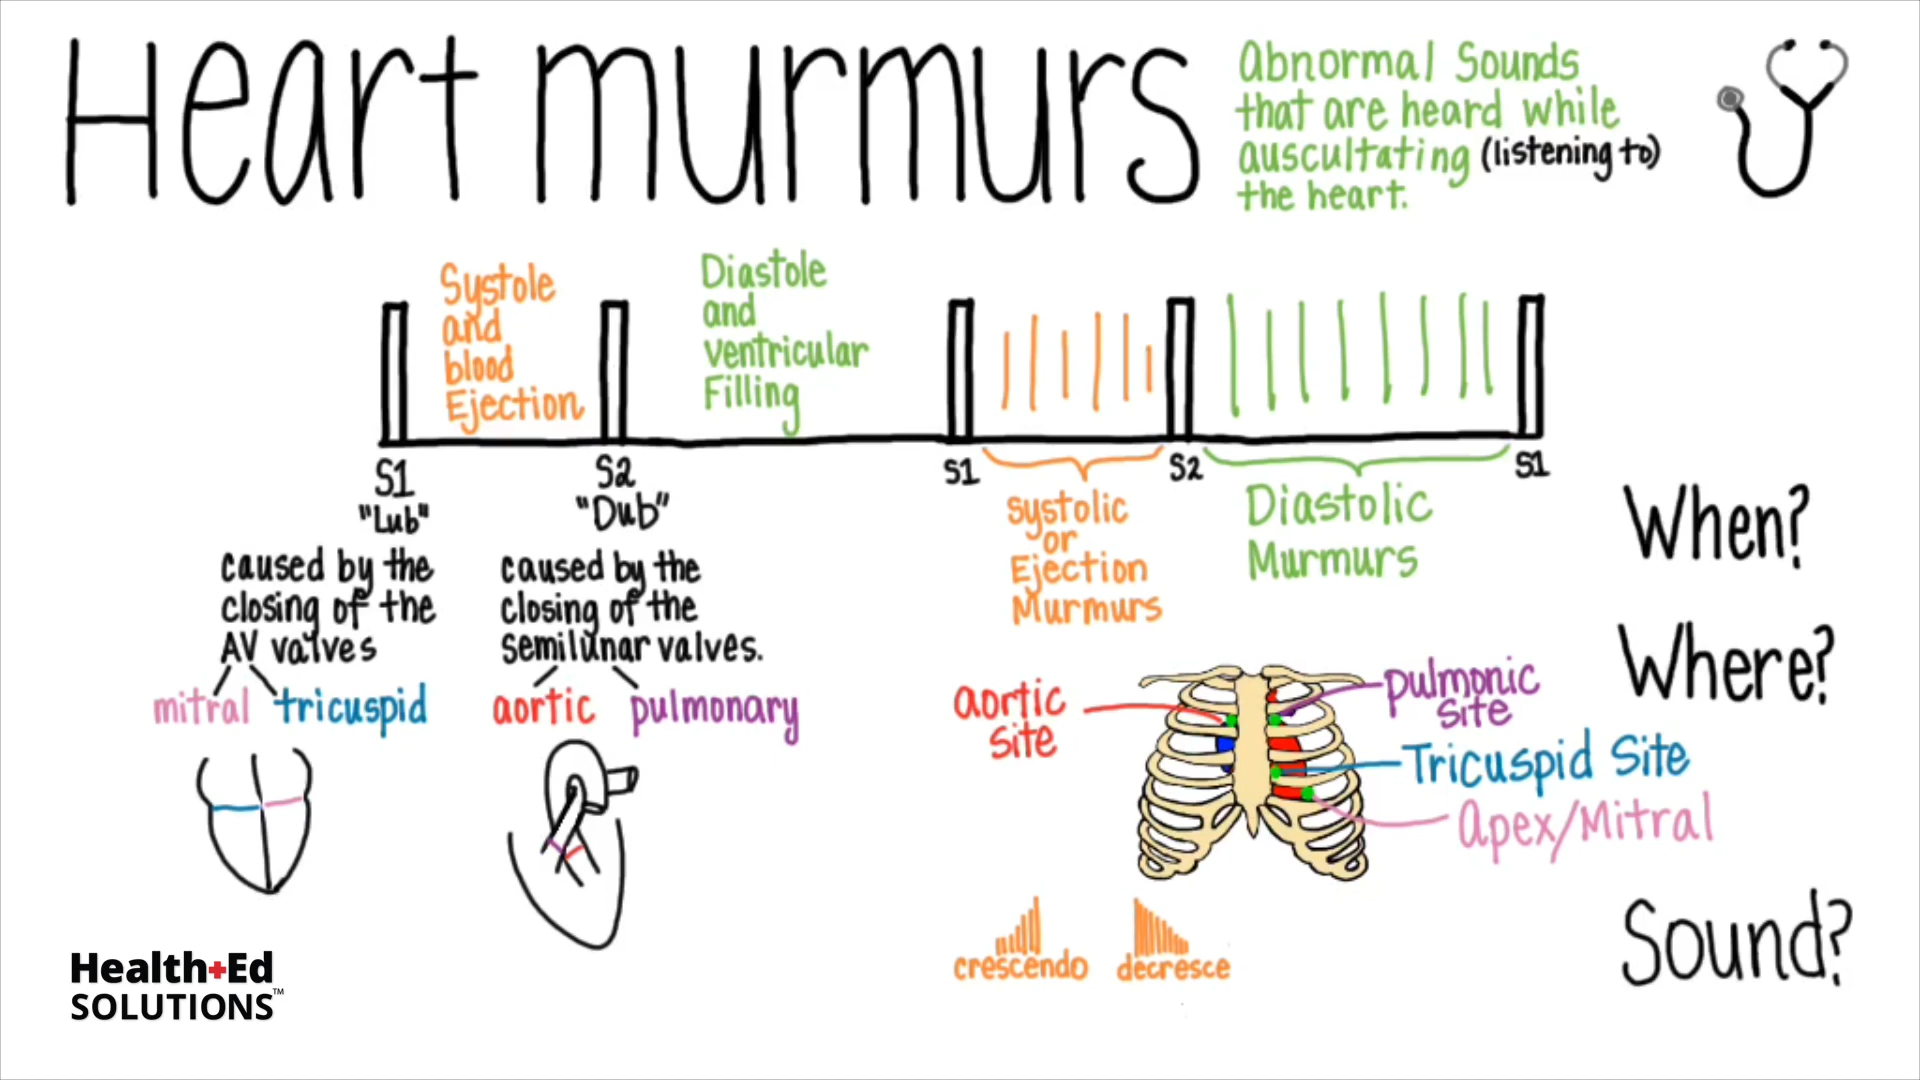 Heart murmurs
Abnormal Sounds
that are heard while
auscultating (listening to)
the heart.
Systole
and
blood
Ejection
Diastole
and
ventricular
Filling
S1
"Lub"
S2
"Dub"
S1
S2
S1
caused by the
closing of the
AV valves
mitral tricuspid
caused by the
closing of the
Semilunar valves.
aortic pulmonary
systolic
or
Ejection
Murmurs
Diastolic
Murmurs
When?
Where?
aortic
site
pulmonic
site
Tricuspid Site
Apex/Mitral
crescendo
decresce
Sound?
Health+Ed
SOLUTIONS™